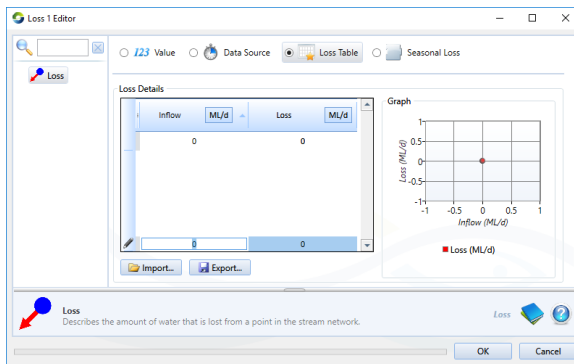 Loss 1 Editor
123 Value
Data Source
Loss Table
Seasonal Loss
Loss
Loss Details
Inflow ML/d Loss ML/d
0 0
0 0
Import... Export...
Graph
Loss (ML/d)
1
0.5
0
-0.5
-1
-1 -0.5 0 0.5 1
Inflow (ML/d)
Loss (ML/d)
Loss
Describes the amount of water that is lost from a point in the stream network.
Loss
OK Cancel